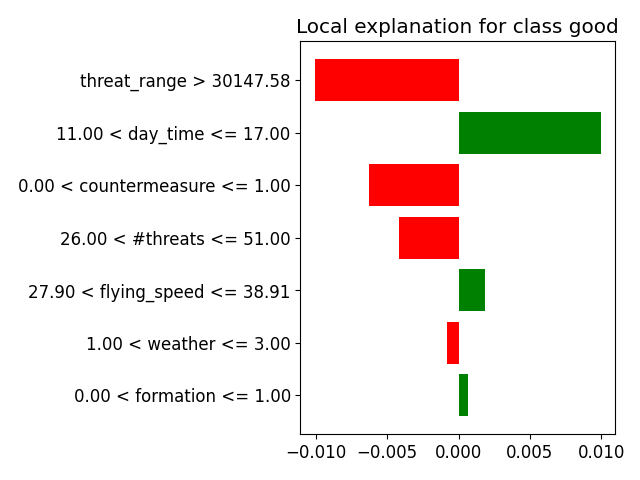 Local explanation for class good
threat_range > 30147.58
11.00 < day_time <= 17.00
0.00 < countermeasure <= 1.00
26.00 < #threats <= 51.00
27.90 < flying_speed <= 38.91
1.00 < weather <= 3.00
0.00 < formation <= 1.00
−0.010 −0.005 0.000 0.005 0.010